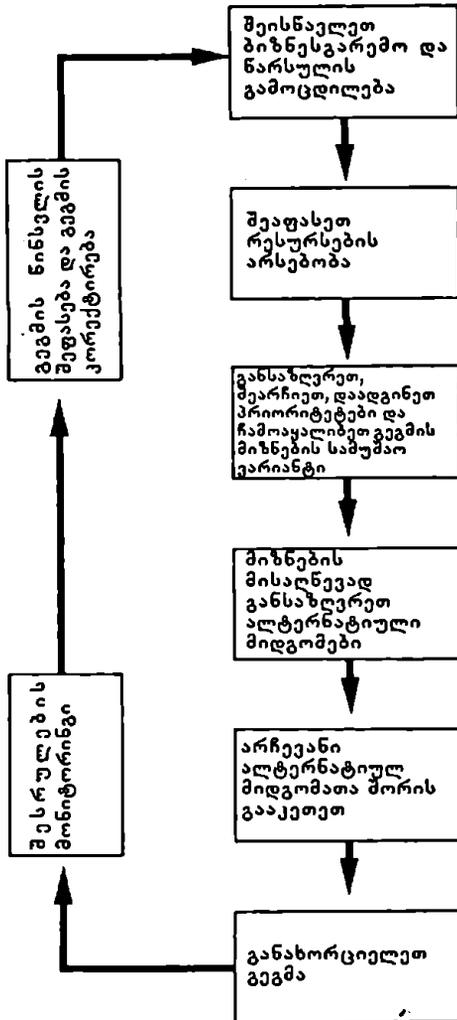 შეისწავლეთ
ბიზნესგარემო და
წარსულის
გამოცდილება
შეაფასეთ
რესურსების
არსებობა
განსაზღვრეთ,
შეარჩიეთ, დაადგინეთ
პრიორიტეტები და
ჩამოაყალიბეთ გეგმის
მიზნების სამუშაო
ვარიანტი
მიზნების
მისაღწევად
განსაზღვრეთ
ალტერნატიული
მიდგომები
არჩევანი
ალტერნატიულ
მიდგომათა შორის
გააკეთეთ
განახორციელეთ
გეგმა
შესრულების
მონიტორინგი
გეგმის წინსვლის
შეფასება და გეგმის
კორექტირება